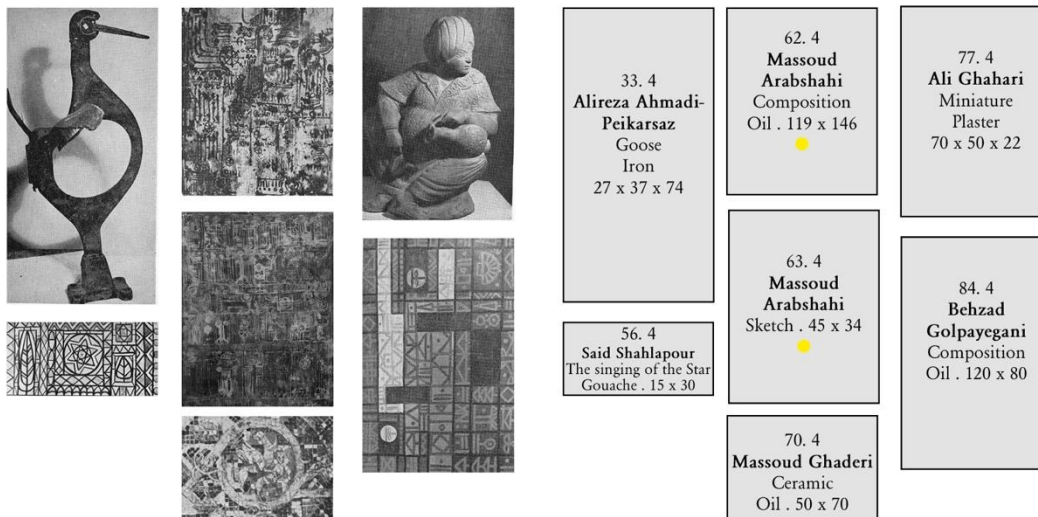 33. 4
Alireza Ahmadi-
Peikarsaz
Goose
Iron
27 x 37 x 74
56. 4
Said Shahlapour
The singing of the Star
Gouache . 15 x 30
62. 4
Massoud
Arabshahi
Composition
Oil . 119 x 146
63. 4
Massoud
Arabshahi
Sketch . 45 x 34
70. 4
Massoud Ghaderi
Ceramic
Oil . 50 x 70
77. 4
Ali Ghahari
Miniature
Plaster
70 x 50 x 22
84. 4
Behzad
Golpayegani
Composition
Oil . 120 x 80